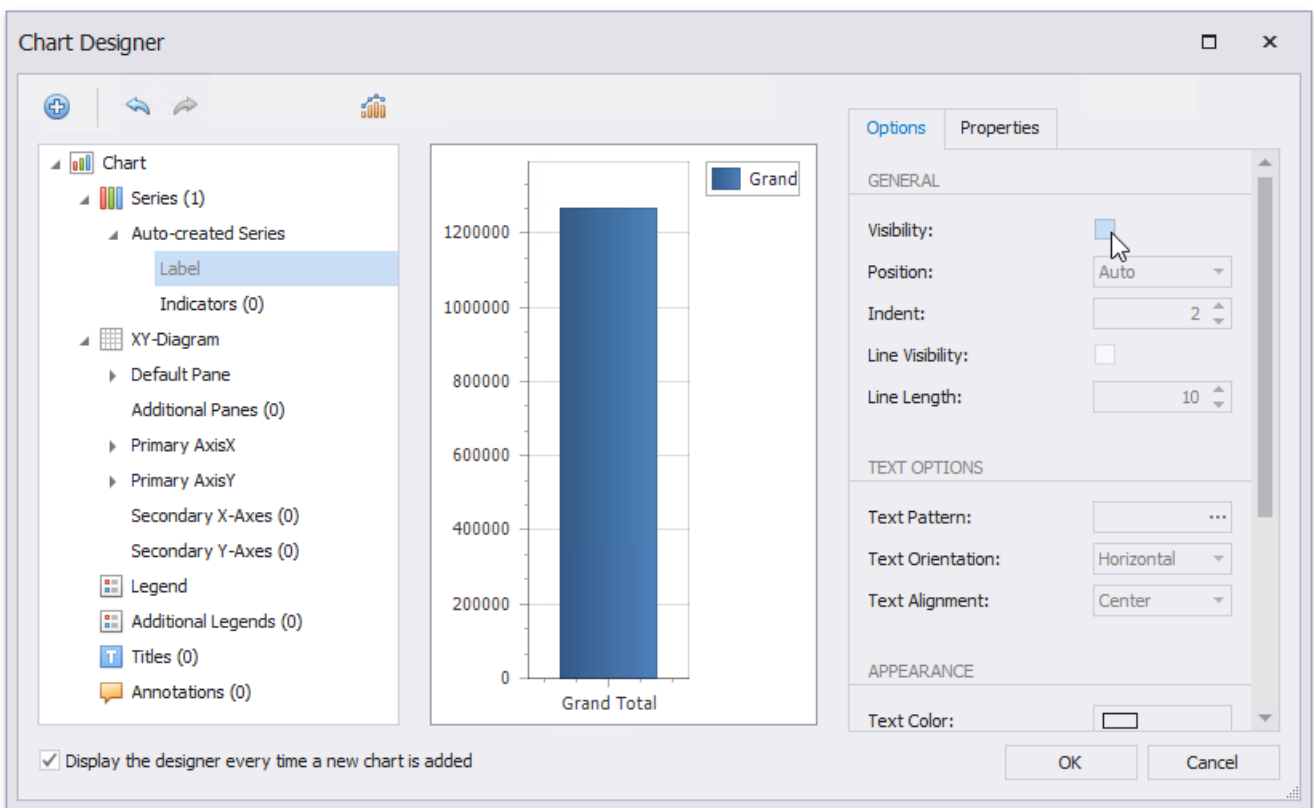 Chart Designer
Options
Properties
Chart
Series (1)
Auto-created Series
Label
Indicators (0)
XY-Diagram
Default Pane
Additional Panes (0)
Primary AxisX
Primary AxisY
Secondary X-Axes (0)
Secondary Y-Axes (0)
Legend
Additional Legends (0)
T Titles (0)
Annotations (0)
Grand
1200000
1000000
800000
600000
400000
200000
0
Grand Total
GENERAL
Visibility:
Position: Auto
Indent: 2
Line Visibility:
Line Length: 10
TEXT OPTIONS
Text Pattern: ...
Text Orientation: Horizontal
Text Alignment: Center
APPEARANCE
Text Color:
Display the designer every time a new chart is added
OK
Cancel